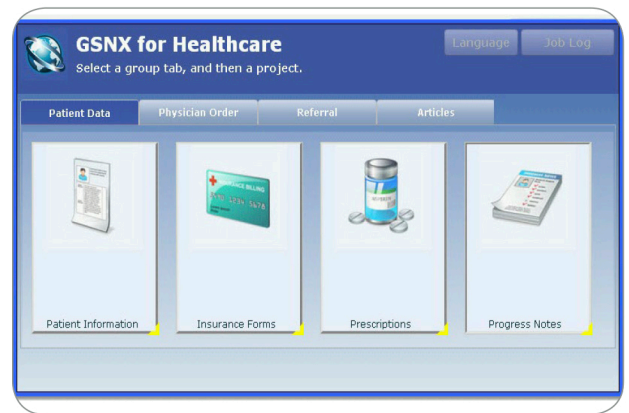 GSNX for Healthcare
Select a group tab, and then a project.
Language
Job Log
Patient Data
Physician Order
Referral
Articles
Patient Information
Insurance Forms
Prescriptions
Progress Notes